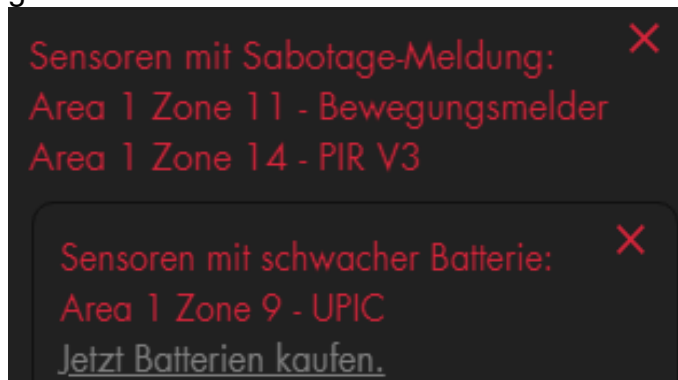 Sensoren mit Sabotage-Meldung:
Area 1 Zone 11 - Bewegungsmelder
Area 1 Zone 14 - PIR V3
Sensoren mit schwacher Batterie:
Area 1 Zone 9 - UPIC
Jetzt Batterien kaufen.